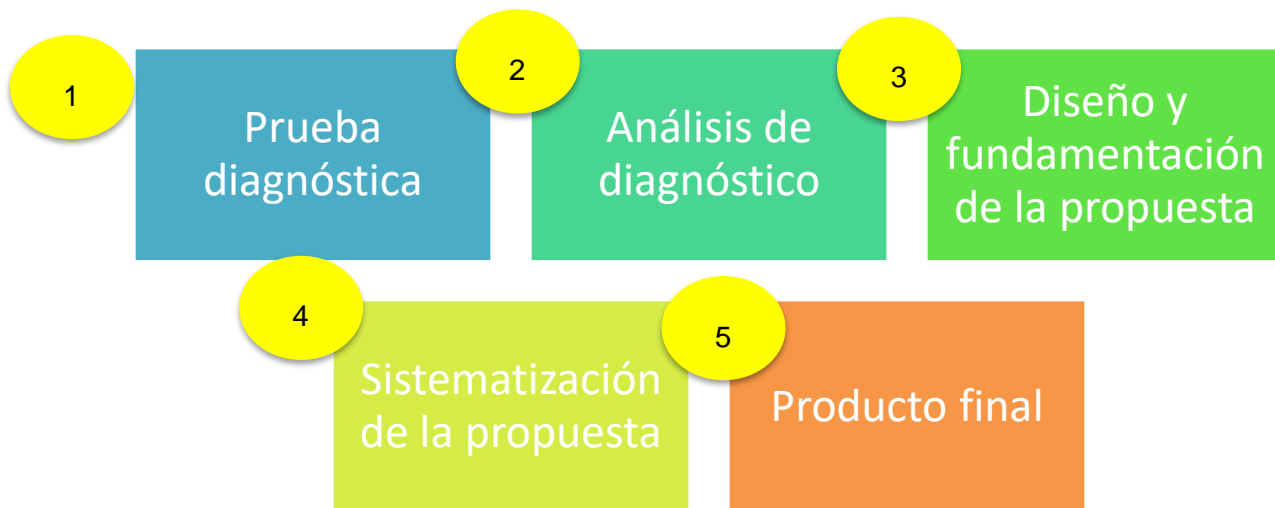 1
Prueba
diagnóstica
2
Análisis de
diagnóstico
3
Diseño y
fundamentación
de la propuesta
4
Sistematización
de la propuesta
5
Producto final